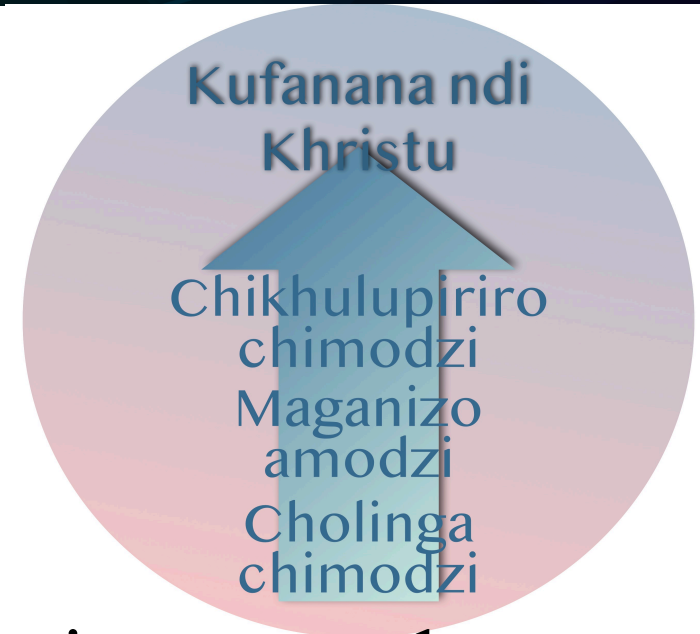 Kufanana ndi
Khristu
Chikhulupiriro
chimodzi
Maganizo
amodzi
Cholinga
chimodzi